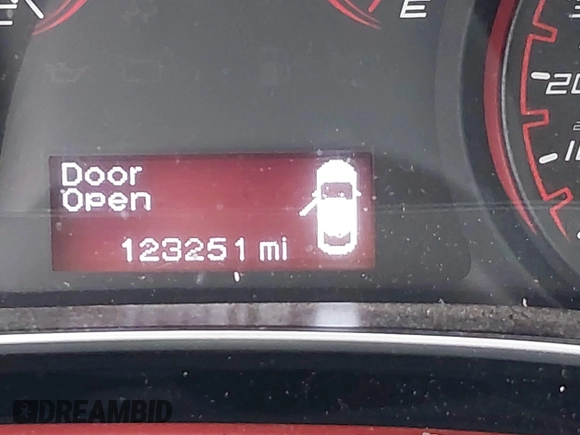 E
20
Door
Open
123251 mi
DREAMBID